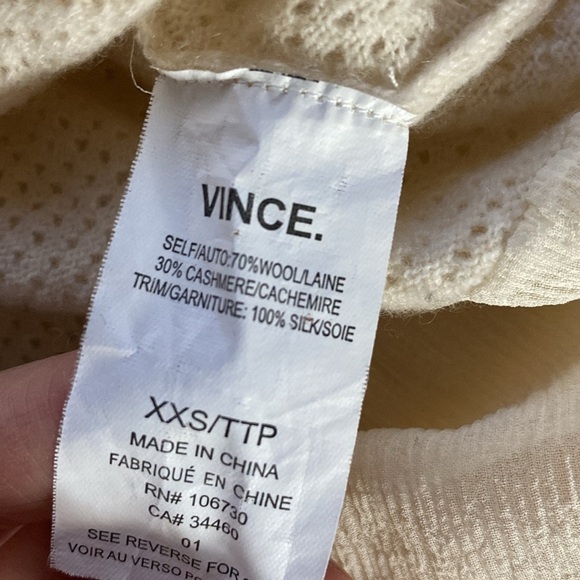 VINCE.
SELF/AUTO:70%WOOL/LAINE
30% CASHMERE/CACHEMIRE
TRIM/GARNITURE: 100% SILK/SOIE
XXS/TTP
MADE IN CHINA
FABRIQUÉ EN CHINE
RN# 106730
CA# 34460
01
SEE REVERSE FOR
VOIR AU VERSO